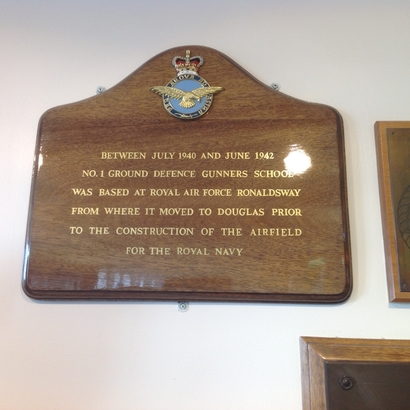 BETWEEN JULY 1940 AND JUNE 1942
NO. 1 GROUND DEFENCE GUNNERS SCHOOL
WAS BASED AT ROYAL AIR FORCE RONALDSWAY
FROM WHERE IT MOVED TO DOUGLAS PRIOR
TO THE CONSTRUCTION OF THE AIRFIELD
FOR THE ROYAL NAVY